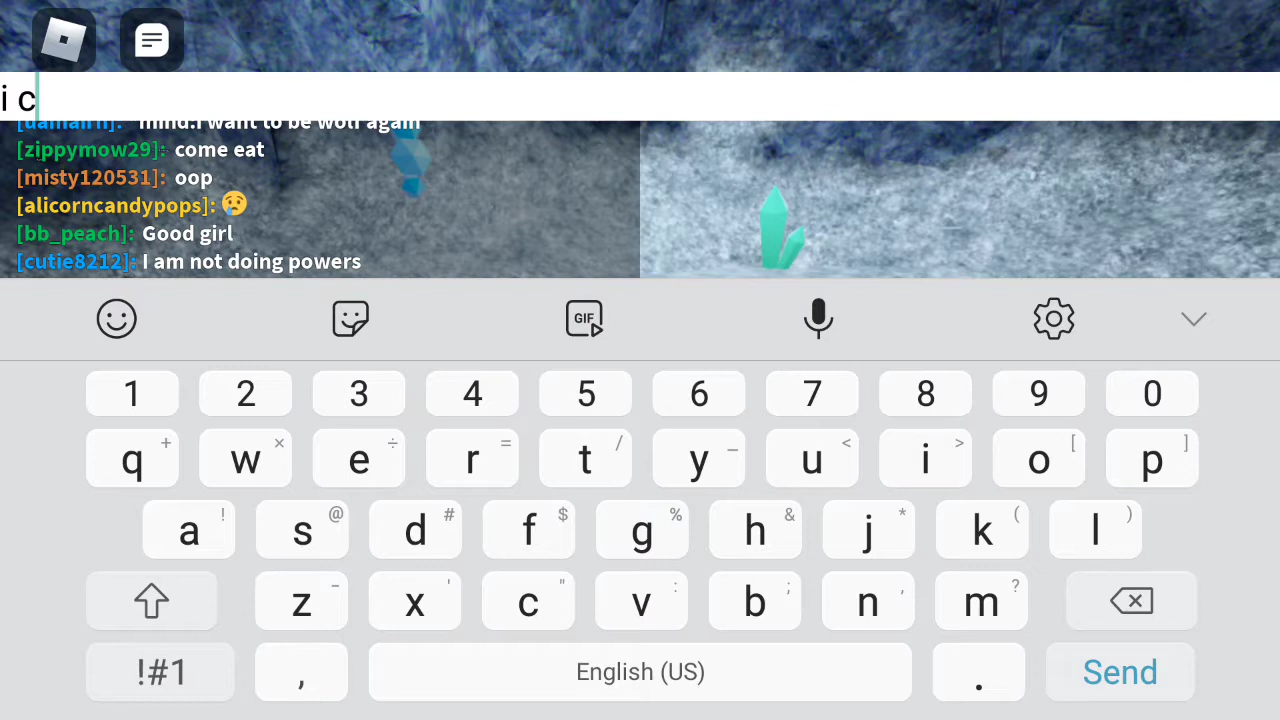 i c
mind.I want to be wolf again
[zippymow29]: come eat
[misty120531]: oop
[alicorncandypops]: 😢
[bb_peach]: Good girl
[cutie8212]: I am not doing powers
GIF
1 2 3 4 5 6 7 8 9 0
q + w × e ÷ r = t / y _ u < i > o [ p ]
a ! s @ d # f $ g % h & j * k ( l )
z - x ' c " v : b ; n , m ?
!#1 , English (US) . Send